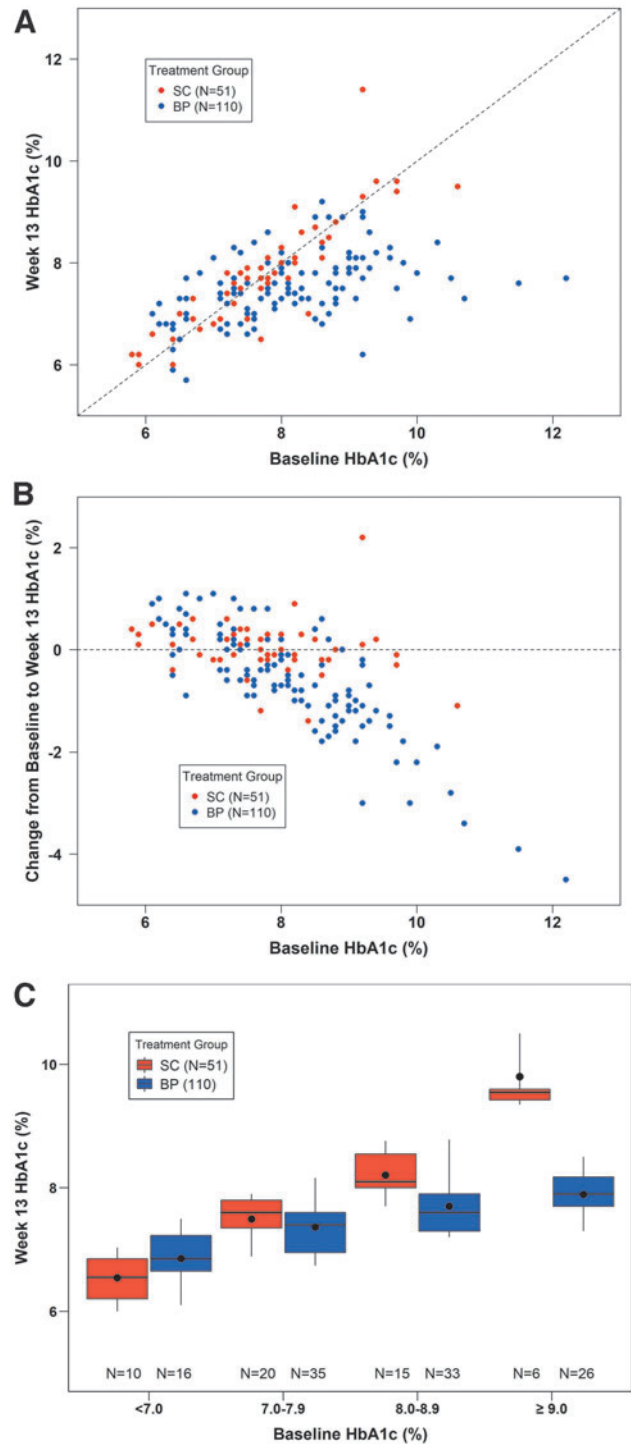 A
Treatment Group
SC (N=51)
BP (N=110)
12
10
8
6
Week 13 HbA1c (%)
6 8 10 12
Baseline HbA1c (%)
B
2
0
-2
-4
Change from Baseline to Week 13 HbA1c (%)
Treatment Group
SC (N=51)
BP (N=110)
6 8 10 12
Baseline HbA1c (%)
C
Treatment Group
SC (N=51)
BP (110)
10
8
6
Week 13 HbA1c (%)
N=10 N=16 N=20 N=35 N=15 N=33 N=6 N=26
<7.0 7.0-7.9 8.0-8.9 ≥ 9.0
Baseline HbA1c (%)